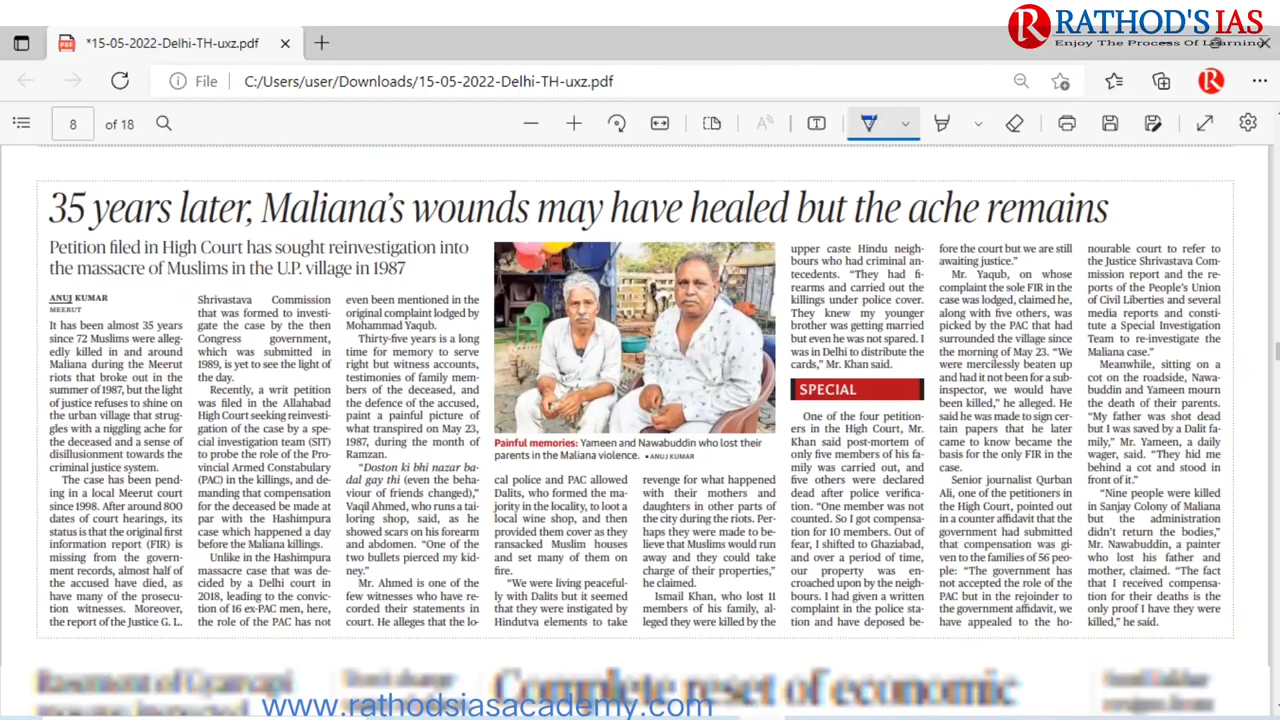 RATHOD'S IAS
Enjoy The Process Of Learning
*15-05-2022-Delhi-TH-uxz.pdf
File
C:/Users/user/Downloads/15-05-2022-Delhi-TH-uxz.pdf
8 of 18
35 years later, Maliana's wounds may have healed but the ache remains
Petition filed in High Court has sought reinvestigation into
the massacre of Muslims in the U.P. village in 1987
ANUJ KUMAR
MEERUT
It has been almost 35 years
since 72 Muslims were alleg-
edly killed in and around
Maliana during the Meerut
riots that broke out in the
summer of 1987, but the light
of justice refuses to shine on
the urban village that strug-
gles with a niggling ache for
the deceased and a sense of
disillusionment towards the
criminal justice system.
The case has been pend-
ing in a local Meerut court
since 1998. After around 800
dates of court hearings, its
status is that the original first
information report (FIR) is
missing from the govern-
ment records, almost half of
the accused have died, as
have many of the prosecu-
tion witnesses. Moreover,
the report of the Justice G. L.
Shrivastava Commission
that was formed to investi-
gate the case by the then
Congress government,
which was submitted in
1989, is yet to see the light of
the day.
Recently, a writ petition
was filed in the Allahabad
High Court seeking reinvesti-
gation of the case by a spe-
cial investigation team (SIT)
to probe the role of the Pro-
vincial Armed Constabulary
(PAC) in the killings, and de-
manding that compensation
for the deceased be made at
par with the Hashimpura
case which happened a day
before the Maliana killings.
Unlike in the Hashimpura
massacre case that was de-
cided by a Delhi court in
2018, leading to the convic-
tion of 16 ex-PAC men, here,
the role of the PAC has not
even been mentioned in the
original complaint lodged by
Mohammad Yaqub.
Thirty-five years is a long
time for memory to serve
right but witness accounts,
testimonies of family mem-
bers of the deceased, and
the defence of the accused,
paint a painful picture of
what transpired on May 23,
1987, during the month of
Ramzan.
"Doston ki bhi nazar ba-
dal gay thi (even the beha-
viour of friends changed),"
Vaqil Ahmed, who runs a tai-
loring shop, said, as he
showed scars on his forearm
and abdomen. "One of the
two bullets pierced my kid-
ney."
Mr. Ahmed is one of the
few witnesses who have re-
corded their statements in
court. He alleges that the lo-
Painful memories: Yameen and Nawabuddin who lost their
parents in the Maliana violence. • ANUJ KUMAR
cal police and PAC allowed
Dalits, who formed the ma-
jority in the locality, to loot a
local wine shop, and then
provided them cover as they
ransacked Muslim houses
and set many of them on
fire.
"We were living peaceful-
ly with Dalits but it seemed
that they were instigated by
Hindutva elements to take
revenge for what happened
with their mothers and
daughters in other parts of
the city during the riots. Per-
haps they were made to be-
lieve that Muslims would run
away and they could take
charge of their properties,"
he claimed.
Ismail Khan, who lost 11
members of his family, al-
leged they were killed by the
upper caste Hindu neigh-
bours who had criminal an-
tecedents. "They had fi-
rearms and carried out the
killings under police cover.
They knew my younger
brother was getting married
but even he was not spared. I
was in Delhi to distribute the
cards," Mr. Khan said.
SPECIAL
One of the four petition-
ers in the High Court, Mr.
Khan said post-mortem of
only five members of his fa-
mily was carried out, and
five others were declared
dead after police verifica-
tion. "One member was not
counted. So I got compensa-
tion for 10 members. Out of
fear, I shifted to Ghaziabad,
and over a period of time,
our property was en-
croached upon by the neigh-
bours. I had given a written
complaint in the police sta-
tion and have deposed be-
fore the court but we are still
awaiting justice."
Mr. Yaqub, on whose
complaint the sole FIR in the
case was lodged, claimed he,
along with five others, was
picked by the PAC that had
surrounded the village since
the morning of May 23. "We
were mercilessly beaten up
and had it not been for a sub-
inspector, we would have
been killed," he alleged. He
said he was made to sign cer-
tain papers that he later
came to know became the
basis for the only FIR in the
case.
Senior journalist Qurban
Ali, one of the petitioners in
the High Court, pointed out
in a counter affidavit that the
government had submitted
that compensation was gi-
ven to the families of 56 peo-
ple: "The government has
not accepted the role of the
PAC but in the rejoinder to
the government affidavit, we
have appealed to the ho-
nourable court to refer to
the Justice Shrivastava Com-
mission report and the re-
ports of the People's Union
of Civil Liberties and several
media reports and consti-
tute a Special Investigation
Team to re-investigate the
Maliana case."
Meanwhile, sitting on a
cot on the roadside, Nawa-
buddin and Yameen mourn
the death of their parents.
"My father was shot dead
but I was saved by a Dalit fa-
mily," Mr. Yameen, a daily
wager, said. "They hid me
behind a cot and stood in
front of it."
"Nine people were killed
in Sanjay Colony of Maliana
but the administration
didn't return the bodies,"
Mr. Nawabuddin, a painter
who lost his father and
mother, claimed. "The fact
that I received compensa-
tion for their deaths is the
only proof I have they were
killed," he said.
Complete reset of economic
www.rathodsiasacademy.com